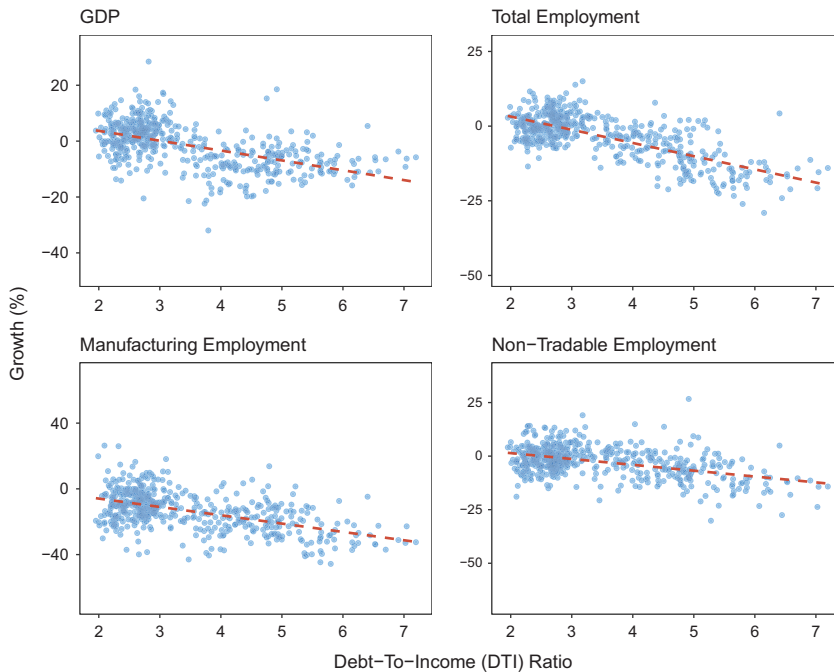 GDP
Total Employment
20
0
−20
−40
25
0
−25
−50
2 3 4 5 6 7
2 3 4 5 6 7
Growth (%)
Manufacturing Employment
Non−Tradable Employment
40
0
−40
25
0
−25
−50
2 3 4 5 6 7
2 3 4 5 6 7
Debt−To−Income (DTI) Ratio